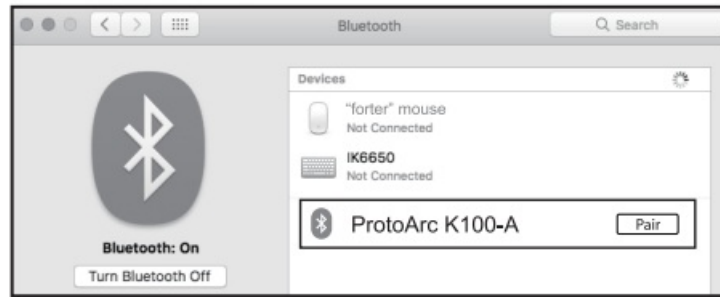 Bluetooth
Search
Devices
"forter" mouse
Not Connected
IK6650
Not Connected
ProtoArc K100-A
Pair
Bluetooth: On
Turn Bluetooth Off